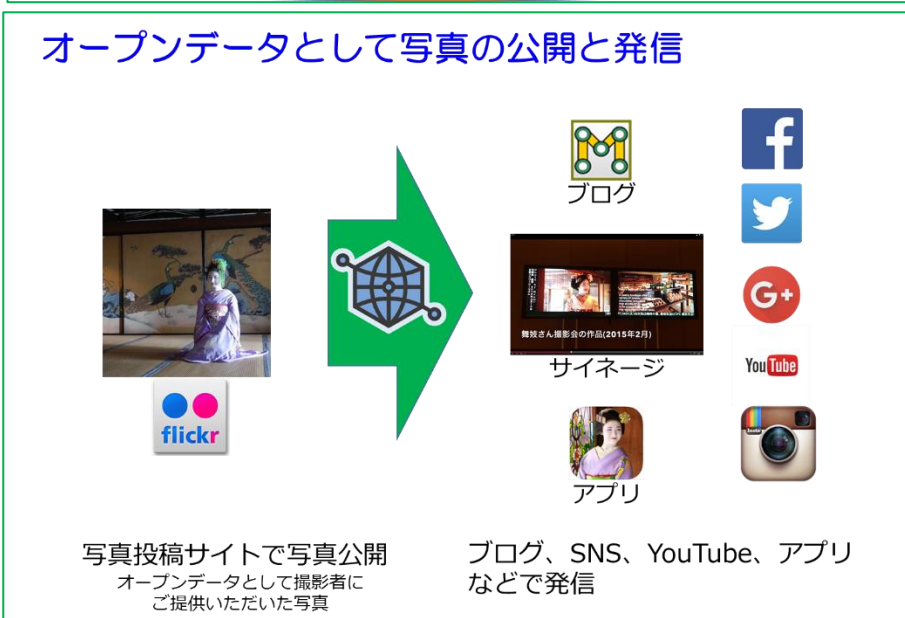 オープンデータとして写真の公開と発信
ブログ
舞妓さん撮影会の作品(2015年2月)
サイネージ
アプリ
flickr
f
G+
YouTube
写真投稿サイトで写真公開
オープンデータとして撮影者に
ご提供いただいた写真
ブログ、SNS、YouTube、アプリ
などで発信